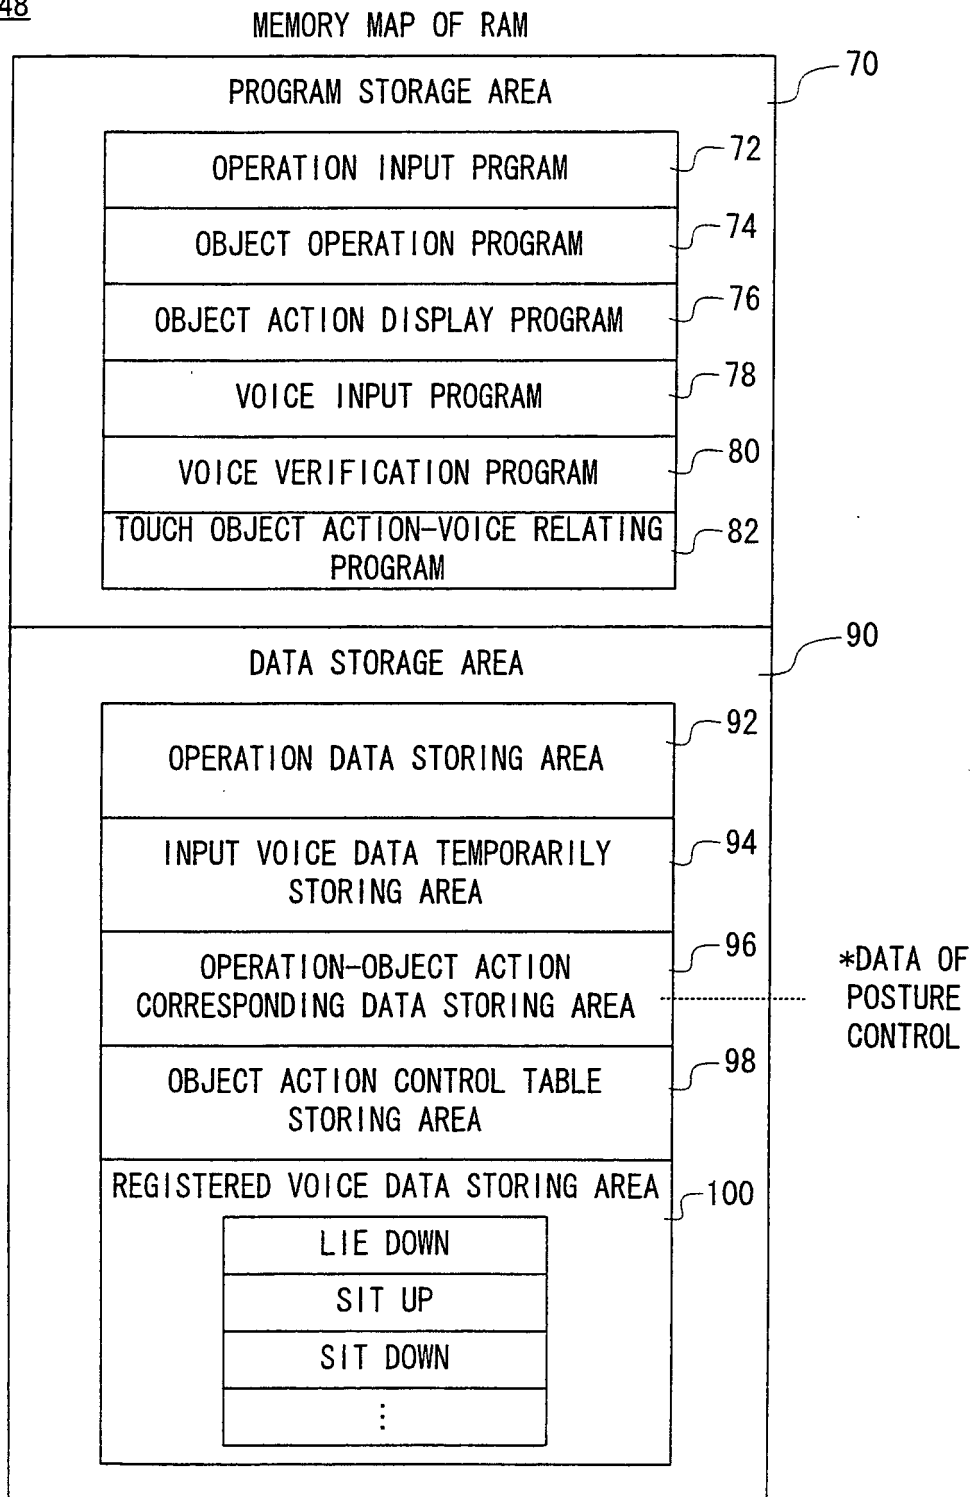 48
MEMORY MAP OF RAM
70
PROGRAM STORAGE AREA
OPERATION INPUT PRGRAM
72
OBJECT OPERATION PROGRAM
74
OBJECT ACTION DISPLAY PROGRAM
76
VOICE INPUT PROGRAM
78
VOICE VERIFICATION PROGRAM
80
TOUCH OBJECT ACTION-VOICE RELATING
PROGRAM
82
90
DATA STORAGE AREA
OPERATION DATA STORING AREA
92
INPUT VOICE DATA TEMPORARILY
STORING AREA
94
OPERATION-OBJECT ACTION
CORRESPONDING DATA STORING AREA
96
*DATA OF
POSTURE
CONTROL
OBJECT ACTION CONTROL TABLE
STORING AREA
98
REGISTERED VOICE DATA STORING AREA
100
LIE DOWN
SIT UP
SIT DOWN
⋮